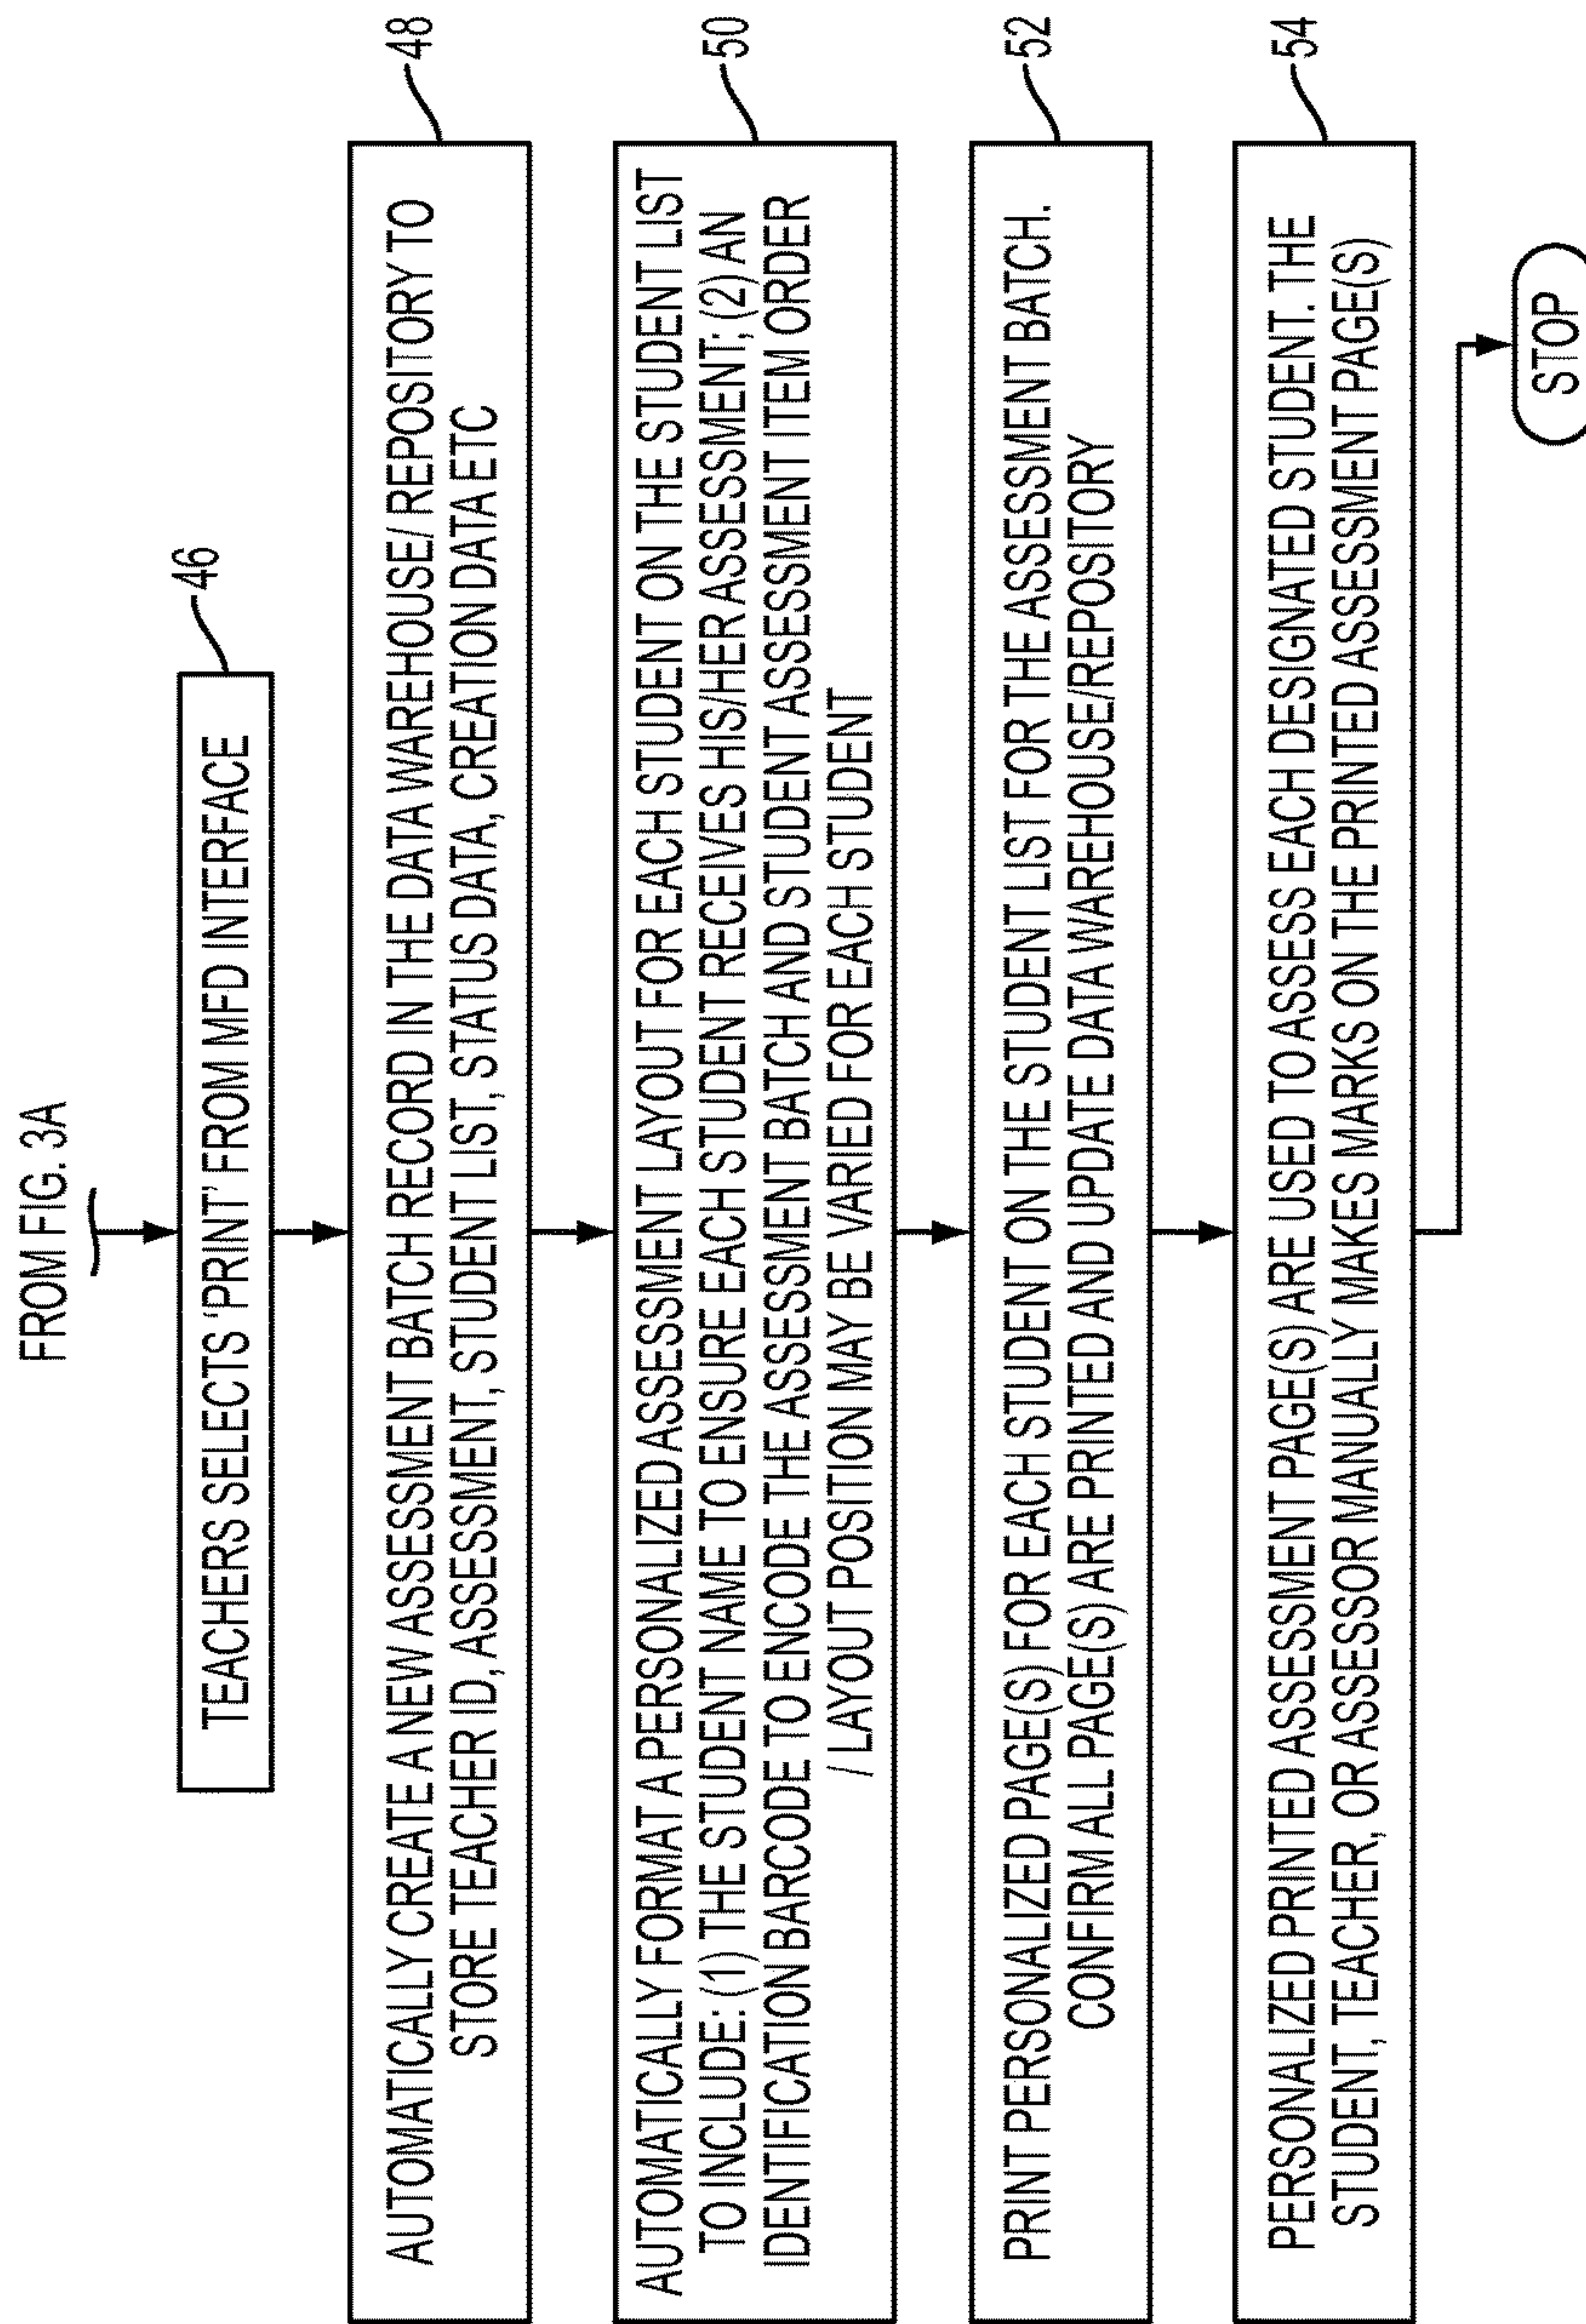 FROM FIG. 3A
46
TEACHERS SELECTS 'PRINT' FROM MFD INTERFACE
48
AUTOMATICALLY CREATE A NEW ASSESSMENT BATCH RECORD IN THE DATA WAREHOUSE/ REPOSITORY TO
STORE TEACHER ID, ASSESSMENT, STUDENT LIST, STATUS DATA, CREATION DATA ETC
50
AUTOMATICALLY FORMAT A PERSONALIZED ASSESSMENT LAYOUT FOR EACH STUDENT ON THE STUDENT LIST
TO INCLUDE: (1) THE STUDENT NAME TO ENSURE EACH STUDENT RECEIVES HIS/HER ASSESSMENT; (2) AN
IDENTIFICATION BARCODE TO ENCODE THE ASSESSMENT BATCH AND STUDENT ASSESSMENT ITEM ORDER
/ LAYOUT POSITION MAY BE VARIED FOR EACH STUDENT
52
PRINT PERSONALIZED PAGE(S) FOR EACH STUDENT ON THE STUDENT LIST FOR THE ASSESSMENT BATCH.
CONFIRM ALL PAGE(S) ARE PRINTED AND UPDATE DATA WAREHOUSE/REPOSITORY
54
PERSONALIZED PRINTED ASSESSMENT PAGE(S) ARE USED TO ASSESS EACH DESIGNATED STUDENT. THE
STUDENT, TEACHER, OR ASSESSOR MANUALLY MAKES MARKS ON THE PRINTED ASSESSMENT PAGE(S)
STOP